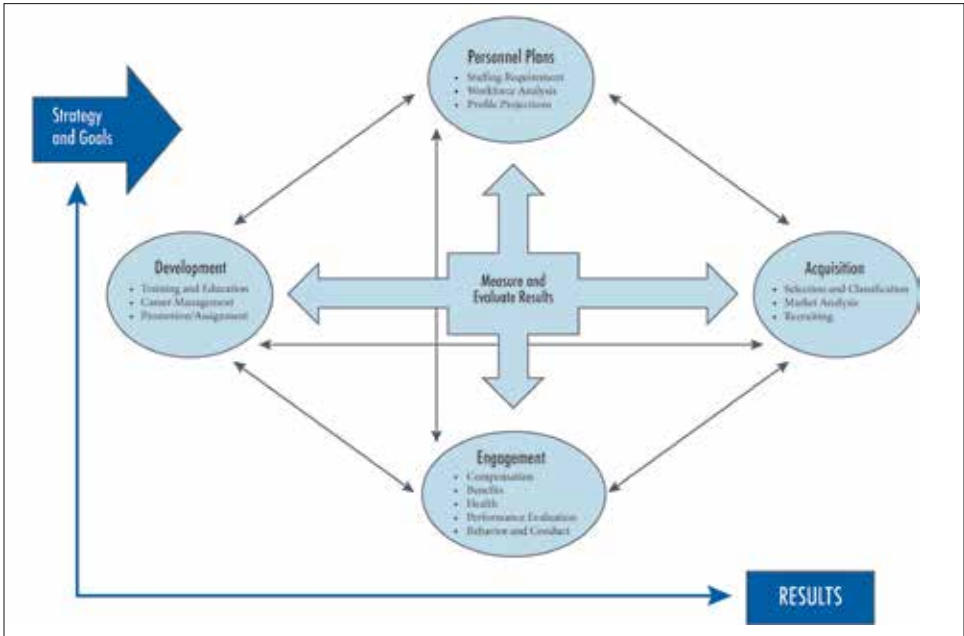 Personnel Plans
• Staffing Requirement
• Workforce Analysis
• Profile Projections
Strategy
and Goals
Development
• Training and Education
• Career Management
• Promotion/Assignment
Measure and
Evaluate Results
Acquisition
• Selection and Classification
• Market Analysis
• Recruiting
Engagement
• Compensation
• Benefits
• Health
• Performance Evaluation
• Behavior and Conduct
RESULTS